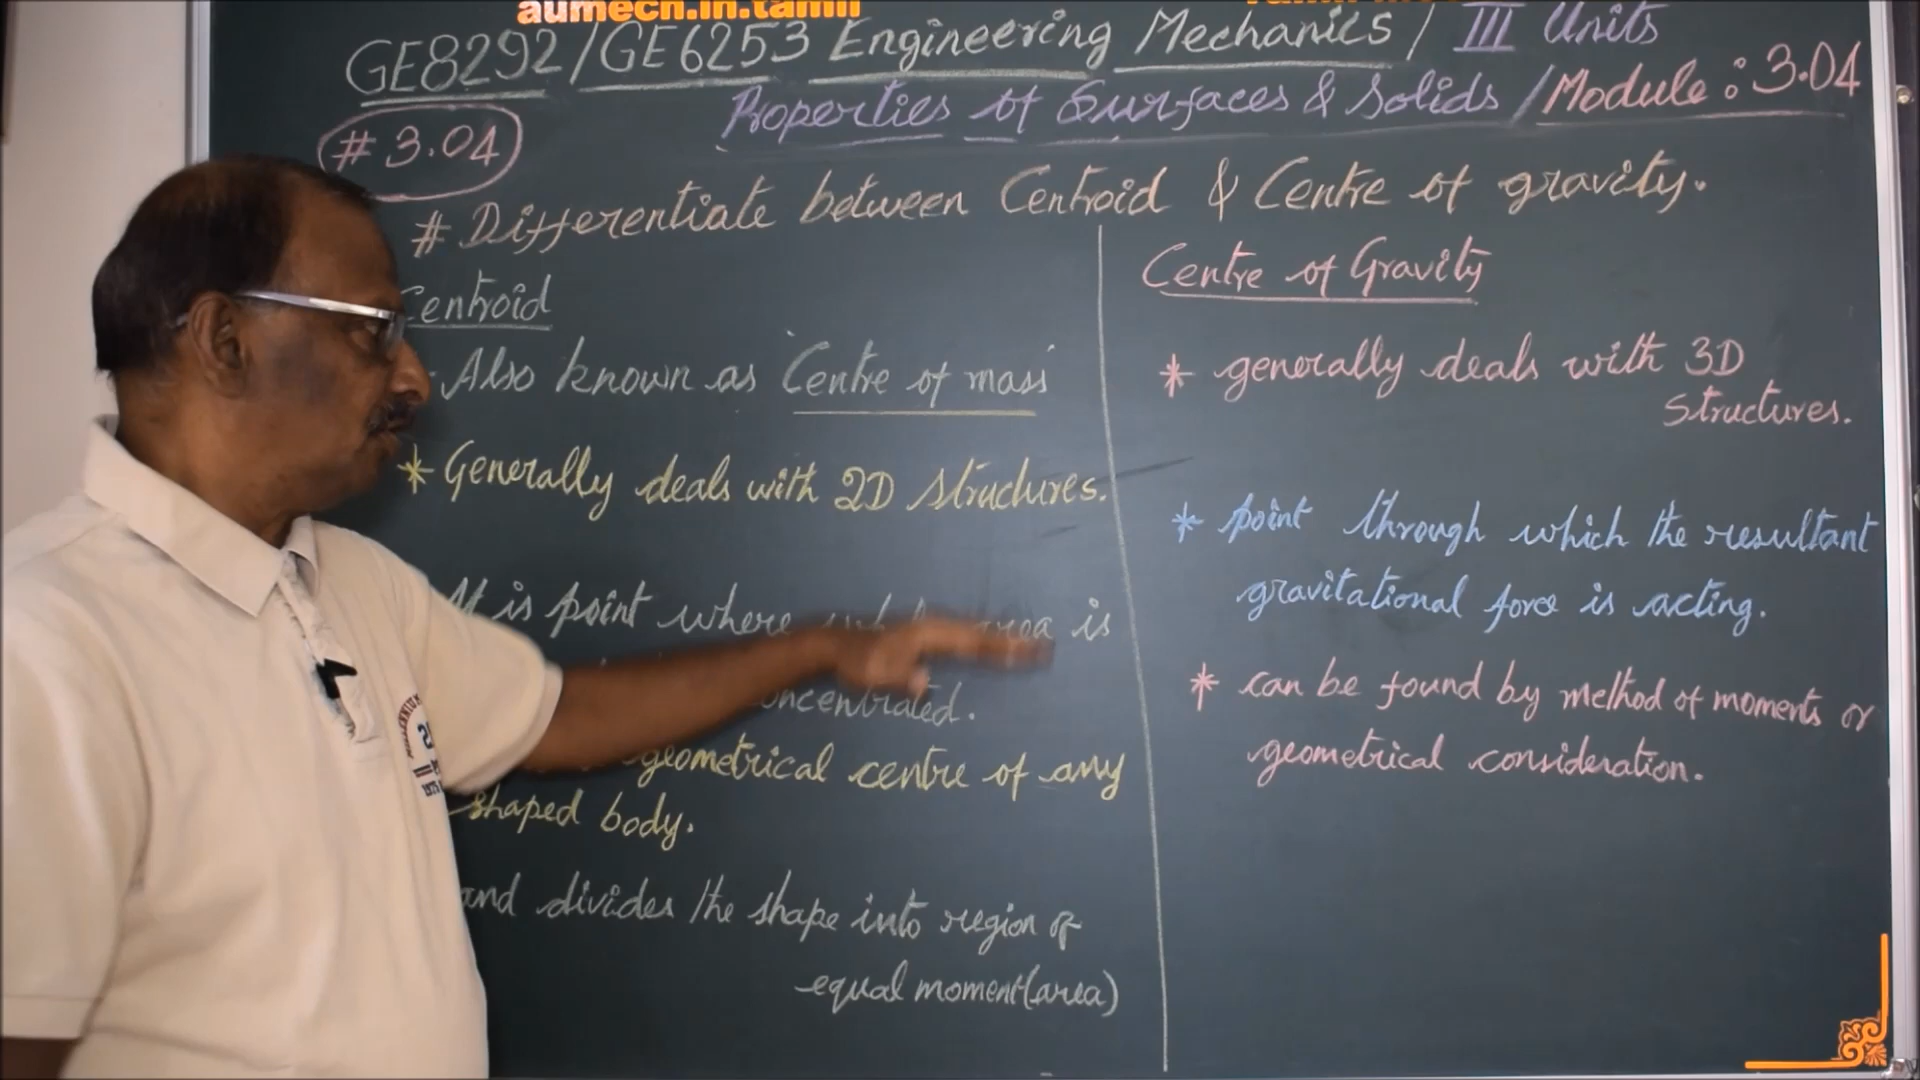 aumech.in.tamil
GE8292/GE6253 Engineering Mechanics / III Units
Properties of Surfaces & Solids / Module : 3.04
# 3.04
# Differentiate between Centroid & Centre of gravity.
Centroid
Also known as 'Centre of mass'
* Generally deals with 2D structures.
It is point where area is
concentrated.
geometrical centre of any
shaped body.
and divides the shape into region of
equal moment (area)
Centre of Gravity
* generally deals with 3D
Structures.
* point through which the resultant
gravitational force is acting.
* can be found by method of moments or
geometrical consideration.